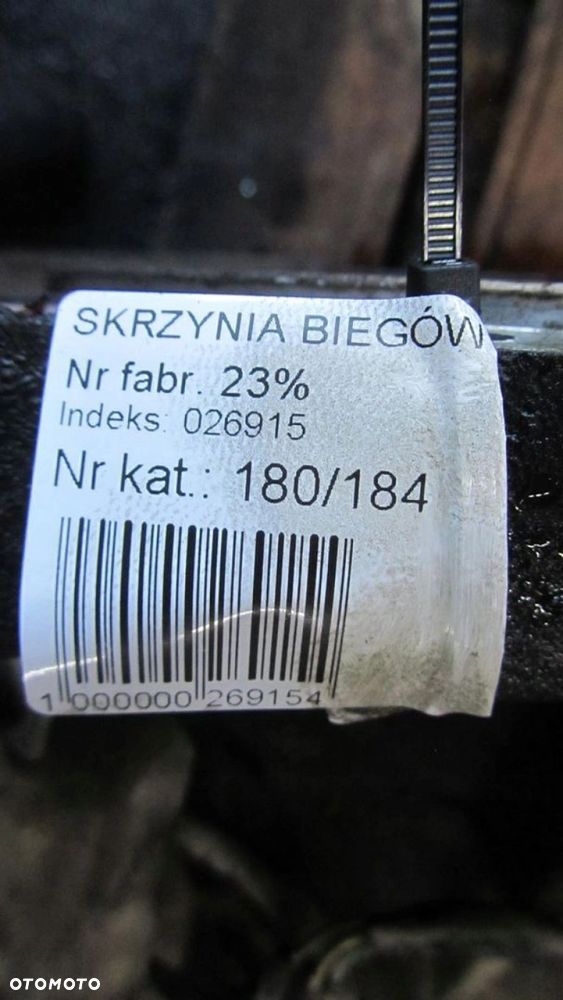 SKRZYNIA BIEGÓW
Nr fabr. 23%
Indeks: 026915
Nr kat.: 180/184
1 000000 269154
OTOMOTO